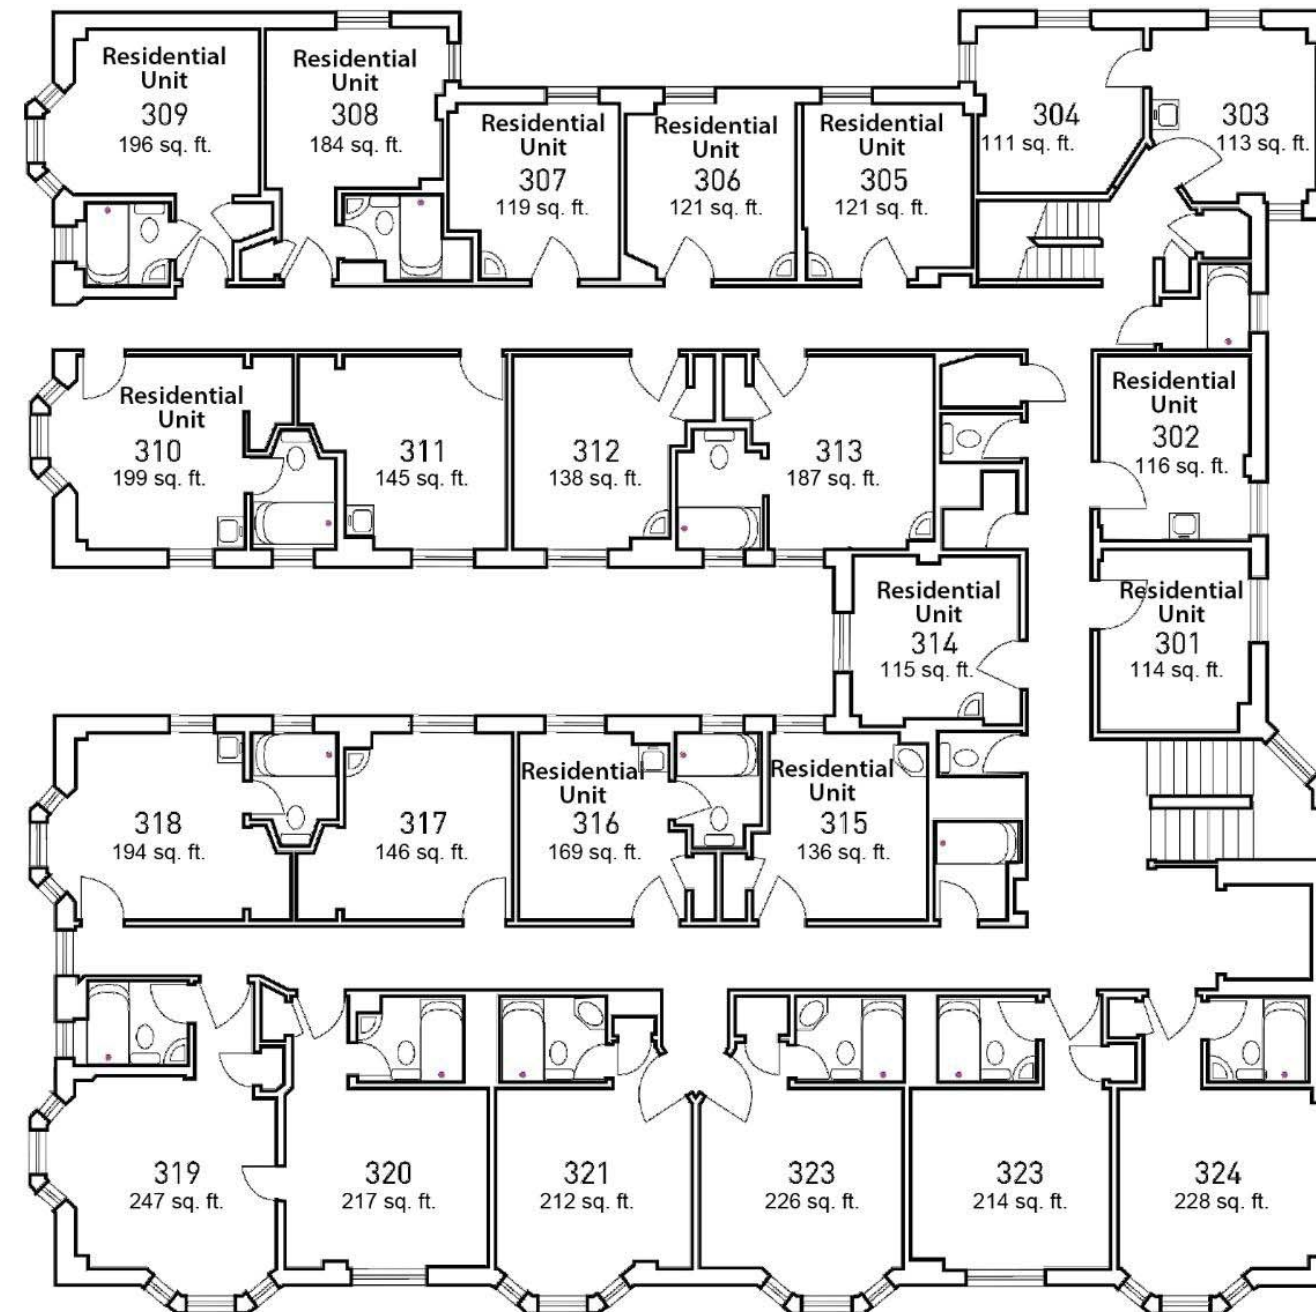 Residential
Unit
309
196 sq. ft.
Residential
Unit
308
184 sq. ft.
Residential
Unit
307
119 sq. ft.
Residential
Unit
306
121 sq. ft.
Residential
Unit
305
121 sq. ft.
304
111 sq. ft.
303
113 sq. ft.
Residential
Unit
310
199 sq. ft.
311
145 sq. ft.
312
138 sq. ft.
313
187 sq. ft.
Residential
Unit
302
116 sq. ft.
Residential
Unit
314
115 sq. ft.
Residential
Unit
301
114 sq. ft.
318
194 sq. ft.
317
146 sq. ft.
Residential
Unit
316
169 sq. ft.
Residential
Unit
315
136 sq. ft.
319
247 sq. ft.
320
217 sq. ft.
321
212 sq. ft.
323
226 sq. ft.
323
214 sq. ft.
324
228 sq. ft.